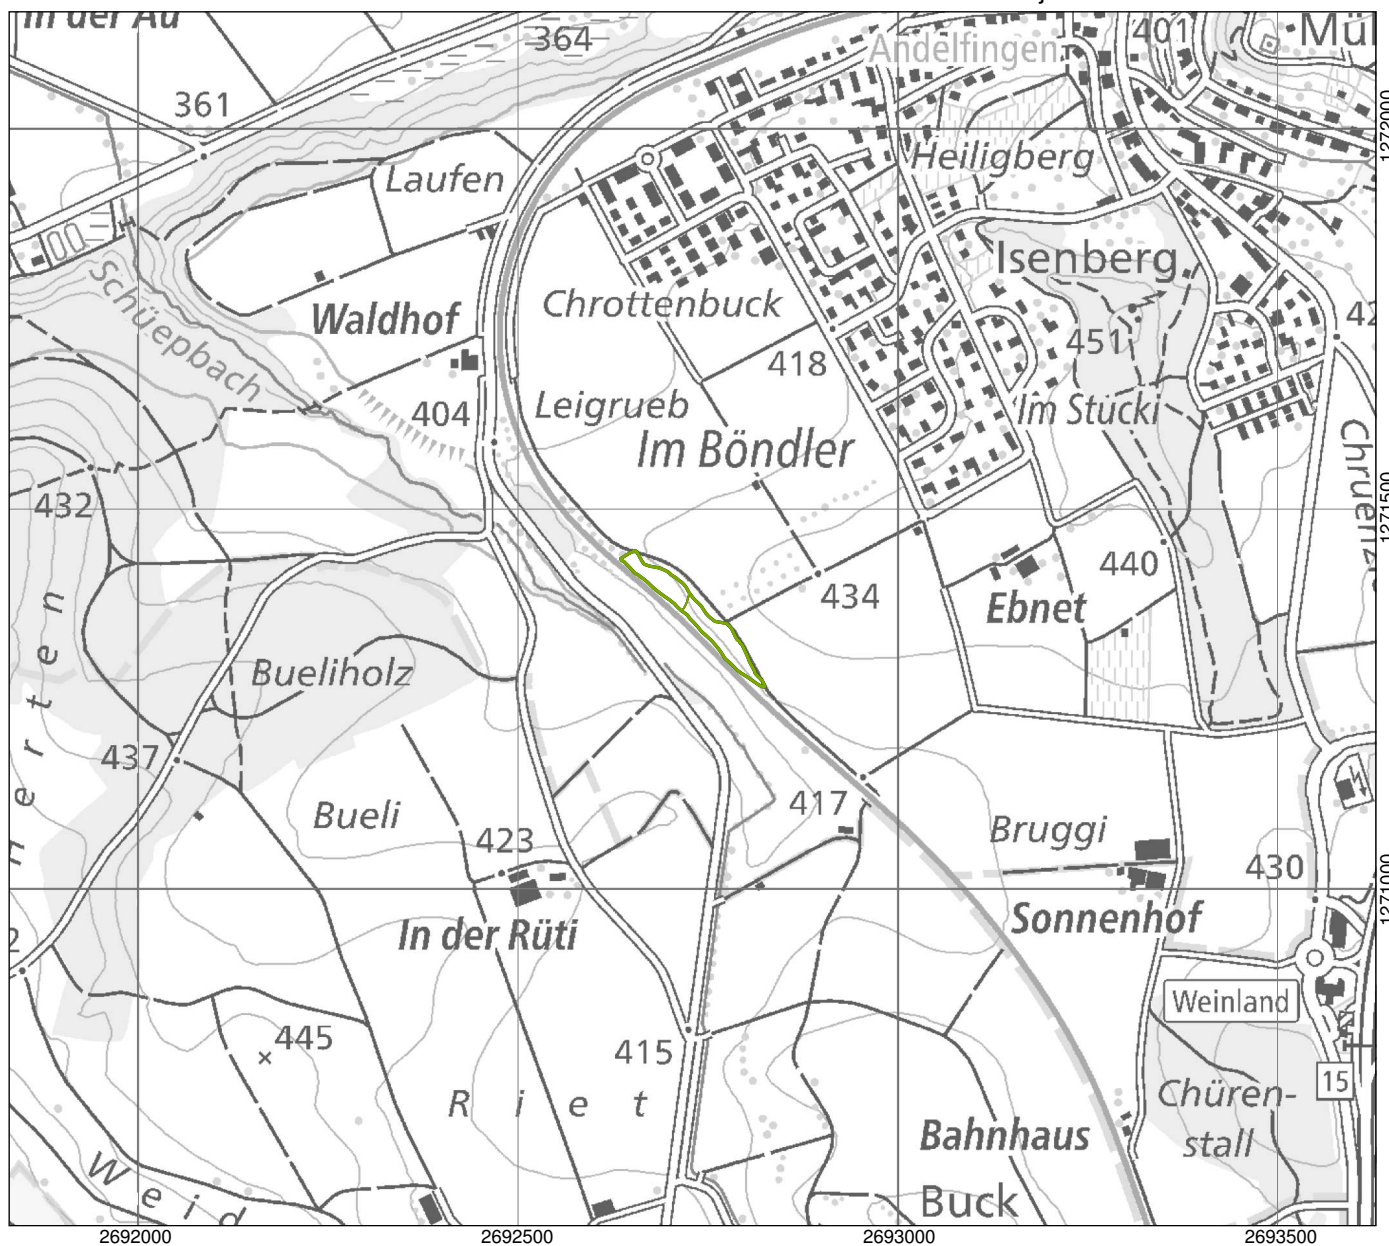 In der Au
364
Andelfingen
401
Mül
361
1272000
Laufen
Heiligberg
Schüepbach
Isenberg
Waldhof
Chrottenbuck
42
451
418
404
Leigrueb
Im Stucki
Im Böndler
432
1271500
440
434
Ebnet
Bueliholz
437
417
Bueli
Bruggi
423
430
1271000
In der Rüti
Sonnenhof
2
Weinland
445
415
15
Riet
Chüren-
stall
Bahnhaus
Weid
Buck
2692000
2692500
2693000
2693500